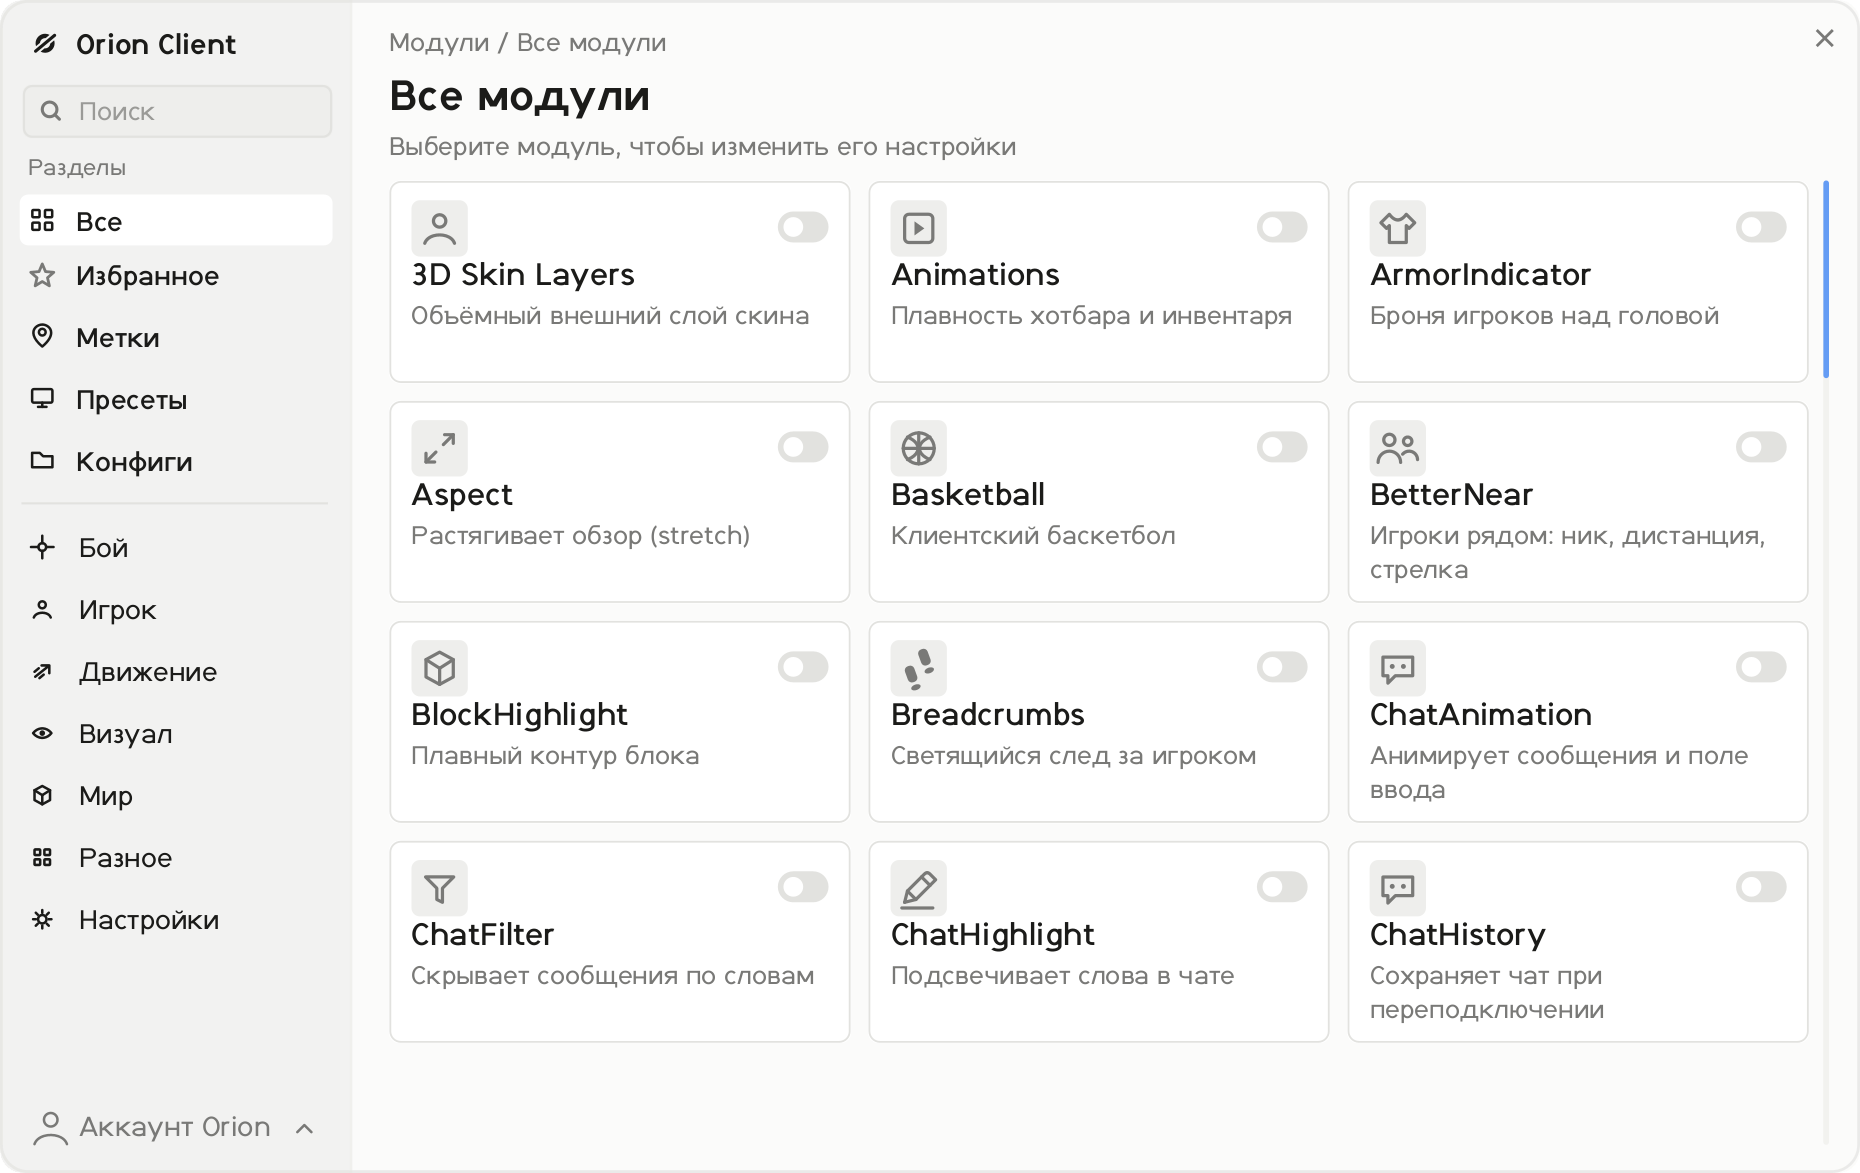 Orion Client
Поиск
Разделы
Все
Избранное
Метки
Пресеты
Конфиги
Бой
Игрок
Движение
Визуал
Мир
Разное
Настройки
Аккаунт Orion
Модули / Все модули
Все модули
Выберите модуль, чтобы изменить его настройки
3D Skin Layers
Объёмный внешний слой скина
Animations
Плавность хотбара и инвентаря
ArmorIndicator
Броня игроков над головой
Aspect
Растягивает обзор (stretch)
Basketball
Клиентский баскетбол
BetterNear
Игроки рядом: ник, дистанция,
стрелка
BlockHighlight
Плавный контур блока
Breadcrumbs
Светящийся след за игроком
ChatAnimation
Анимирует сообщения и поле
ввода
ChatFilter
Скрывает сообщения по словам
ChatHighlight
Подсвечивает слова в чате
ChatHistory
Сохраняет чат при
переподключении